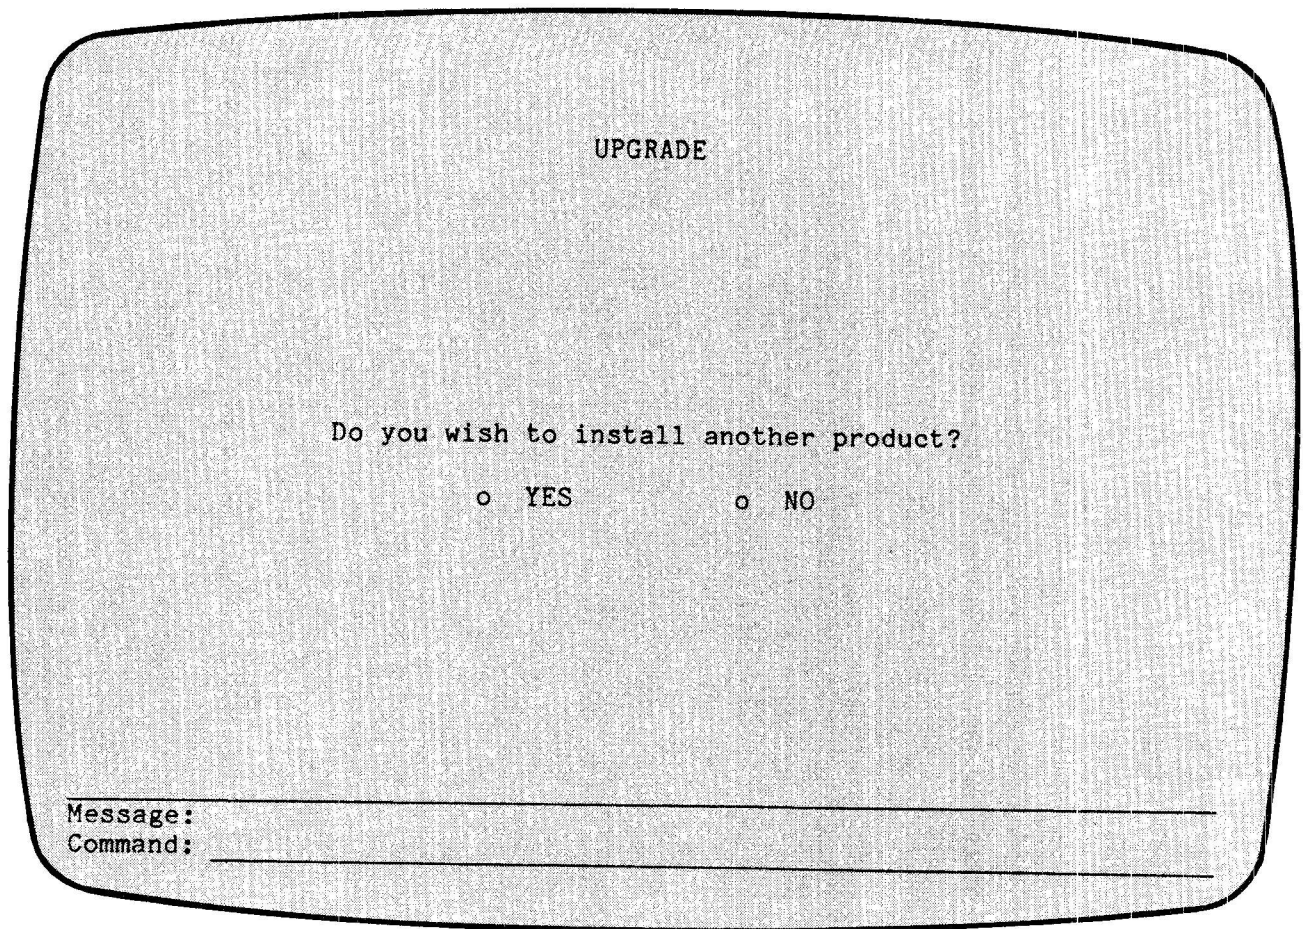 UPGRADE
Do you wish to install another product?
o YES o NO
Message:
Command: